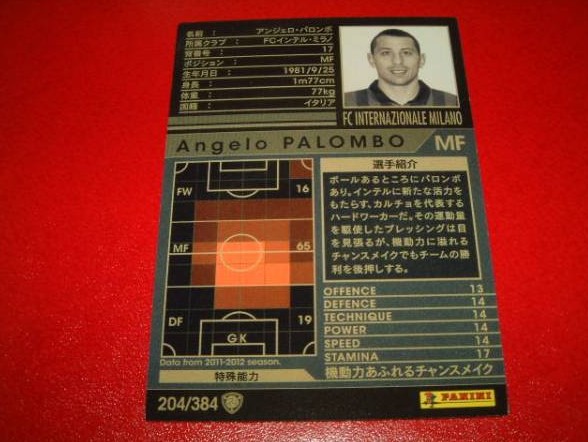 名前 : アンジェロ・パロンボ
所属クラブ : FCインテル・ミラノ
背番号 : 17
ポジション : MF
生年月日 : 1981/9/25
身長 : 1m77cm
体重 : 77kg
国籍 : イタリア
FC INTERNAZIONALE MILANO
Angelo PALOMBO MF
FW 16
MF 65
DF 19
GK
Data from 2011-2012 season.
選手紹介
ボールあるところにパロンボ
あり。インテルに新たな活力を
もたらす、カルチョを代表する
ハードワーカーだ。その運動量
を駆使したプレッシングは目
を見張るが、機動力に溢れる
チャンスメイクでもチームの勝
利を後押しする。
OFFENCE 13
DEFENCE 14
TECHNIQUE 14
POWER 14
SPEED 14
STAMINA 17
特殊能力 機動力あふれるチャンスメイク
204/384
PANINI